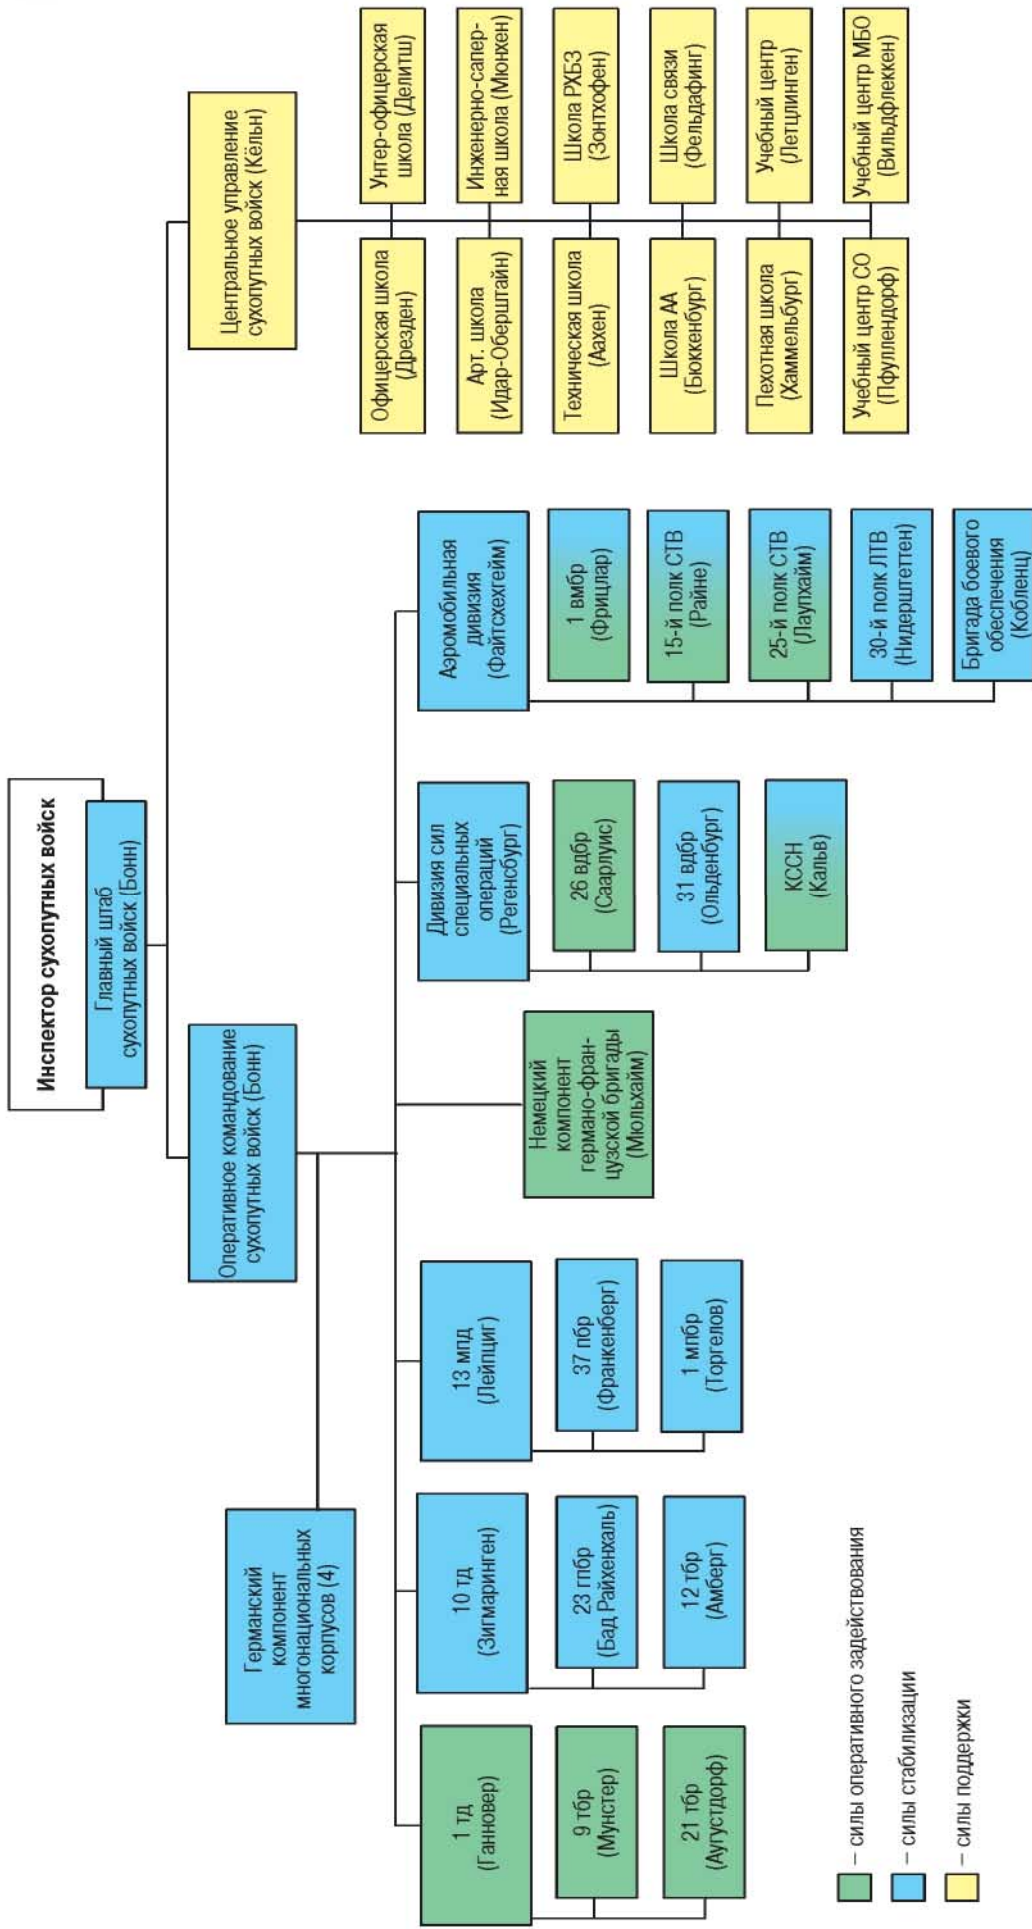 Инспектор сухопутных войск
Главный штаб
сухопутных войск (Бонн)
Оперативное командование
сухопутных войск (Бонн)
Центральное управление
сухопутных войск (Кёльн)
Германский
компонент
многонациональных
корпусов (4)
1 тд
(Ганновер)
9 тбр
(Мунстер)
21 тбр
(Аугустдорф)
10 тд
(Зигмаринген)
23 гпбр
(Бад Райхенхаль)
12 тбр
(Амберг)
13 мпд
(Лейпциг)
37 пбр
(Франкенберг)
1 мпбр
(Торгелов)
Немецкий
компонент
германо-фран-
цузской бригады
(Мюльхайм)
Дивизия сил
специальных
операций
(Регенсбург)
26 вдбр
(Саарлуис)
31 вдбр
(Ольденбург)
КССН
(Кальв)
Аэромобильная
дивизия
(Файтсхехгейм)
1 вмбр
(Фрицлар)
15-й полк СТВ
(Райне)
25-й полк СТВ
(Лаупхайм)
30-й полк ЛТВ
(Нидерштеттен)
Бригада боевого
обеспечения
(Кобленц)
Офицерская школа
(Дрезден)
Унтер-офицерская
школа (Делитш)
Арт. школа
(Идар-Оберштайн)
Инженерно-сапер-
ная школа (Мюнхен)
Техническая школа
(Аахен)
Школа РХБЗ
(Зонтхофен)
Школа АА
(Бюккенбург)
Школа связи
(Фельдафинг)
Пехотная школа
(Хаммельбург)
Учебный центр
(Летцлинген)
Учебный центр СО
(Пфуллендорф)
Учебный центр МБО
(Вильдфлеккен)
– силы оперативного задействования
– силы стабилизации
– силы поддержки